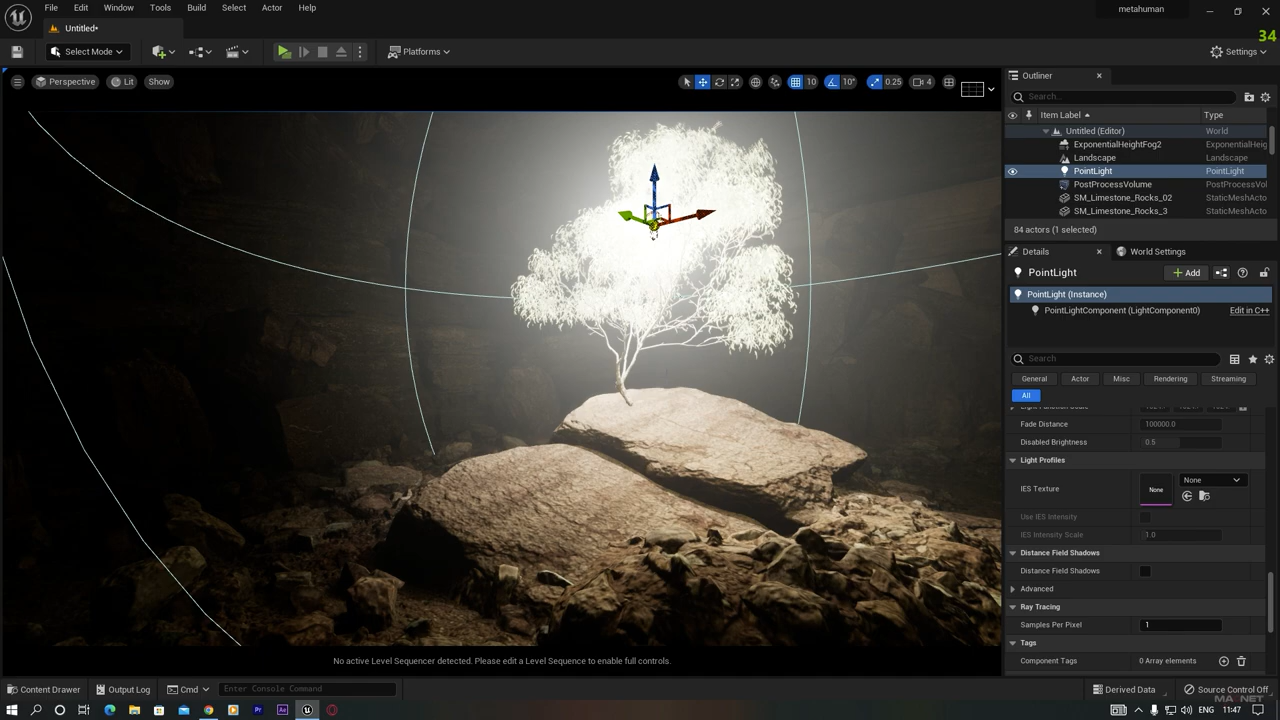 File Edit Window Tools Build Select Actor Help
metahuman
Untitled*
34
Select Mode
Platforms
Settings
Perspective Lit Show
10 10° 0.25 4
Outliner
Search...
Item Label Type
Untitled (Editor) World
ExponentialHeightFog2 ExponentialHeig
Landscape Landscape
PointLight PointLight
PostProcessVolume PostProcessVol
SM_Limestone_Rocks_02 StaticMeshActo
SM_Limestone_Rocks_3 StaticMeshActo
84 actors (1 selected)
Details World Settings
PointLight
+ Add
PointLight (Instance)
PointLightComponent (LightComponent0) Edit in C++
Search
General Actor Misc Rendering Streaming
All
Fade Distance 100000.0
Disabled Brightness 0.5
Light Profiles
IES Texture None None
Use IES Intensity
IES Intensity Scale 1.0
Distance Field Shadows
Distance Field Shadows
Advanced
Ray Tracing
Samples Per Pixel 1
Tags
Component Tags 0 Array elements
No active Level Sequencer detected. Please edit a Level Sequence to enable full controls.
Content Drawer Output Log Cmd Enter Console Command
Derived Data Source Control Off
ENG 11:47